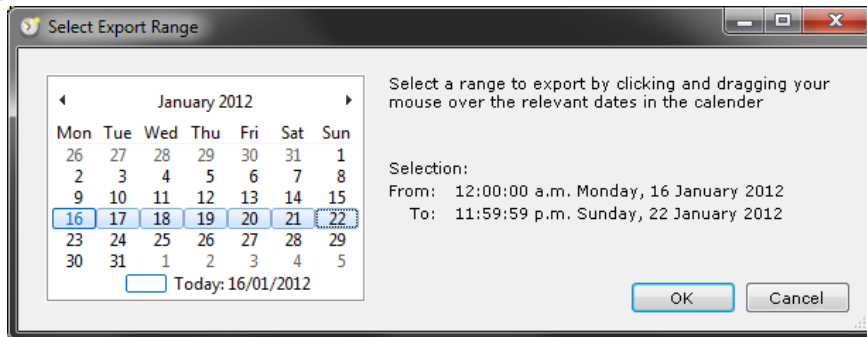 Select Export Range
January 2012
Mon Tue Wed Thu Fri Sat Sun
26 27 28 29 30 31 1
2 3 4 5 6 7 8
9 10 11 12 13 14 15
16 17 18 19 20 21 22
23 24 25 26 27 28 29
30 31 1 2 3 4 5
Today: 16/01/2012
Select a range to export by clicking and dragging your
mouse over the relevant dates in the calender
Selection:
From: 12:00:00 a.m. Monday, 16 January 2012
To: 11:59:59 p.m. Sunday, 22 January 2012
OK Cancel